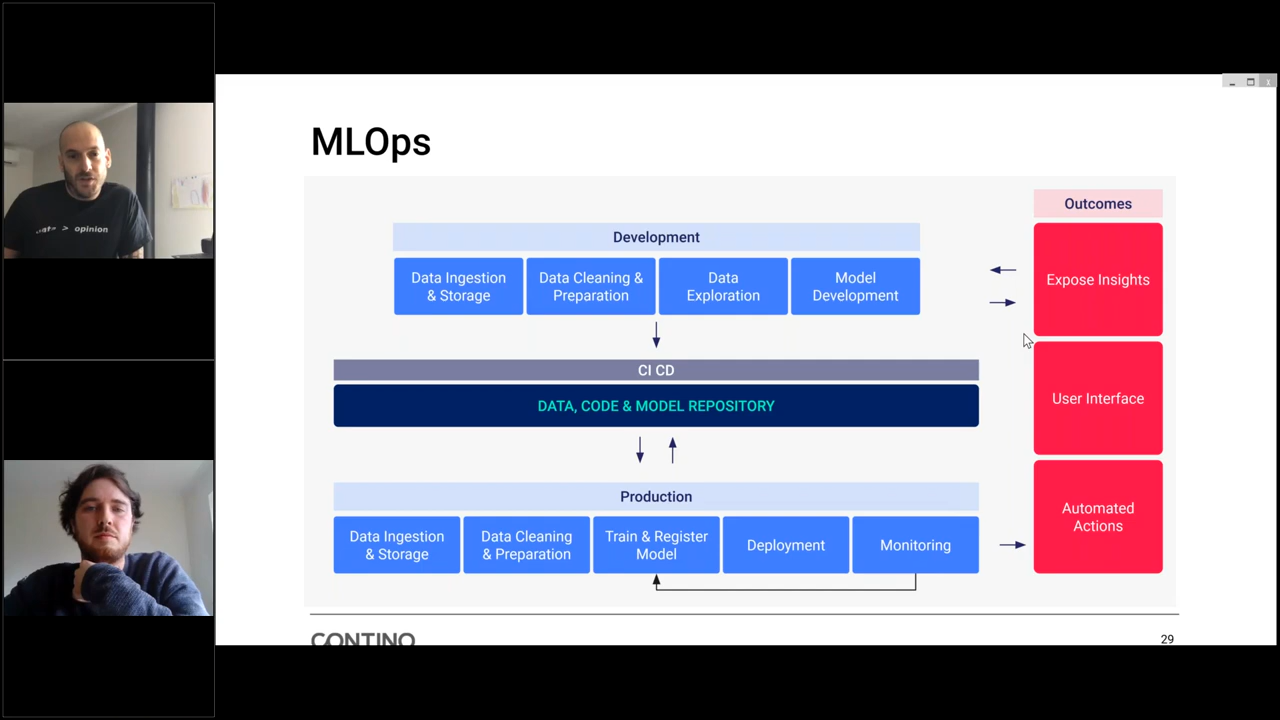 MLOps
Outcomes
Development
Data Ingestion
& Storage
Data Cleaning &
Preparation
Data
Exploration
Model
Development
Expose Insights
CI CD
DATA, CODE & MODEL REPOSITORY
User Interface
Production
Data Ingestion
& Storage
Data Cleaning
& Preparation
Train & Register
Model
Deployment
Monitoring
Automated
Actions
CONTINO
29
> opinion